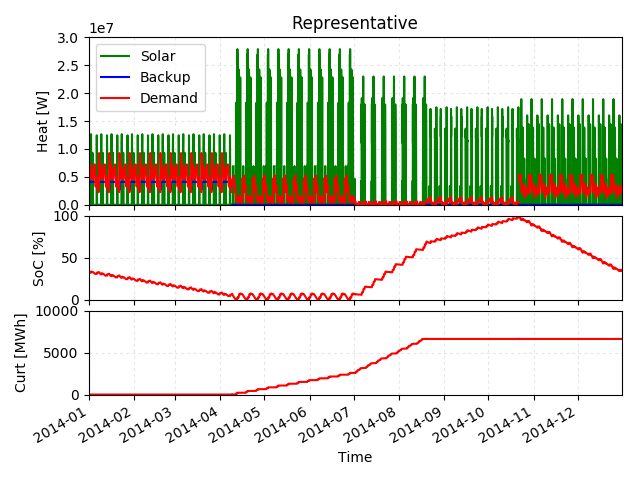 Representative
1e7
3.0
2.5
2.0
1.5
1.0
0.5
0.0
Heat [W]
Solar
Backup
Demand
100
50
0
SoC [%]
10000
5000
0
Curt [MWh]
2014-01
2014-02
2014-03
2014-04
2014-05
2014-06
2014-07
2014-08
2014-09
2014-10
2014-11
2014-12
Time